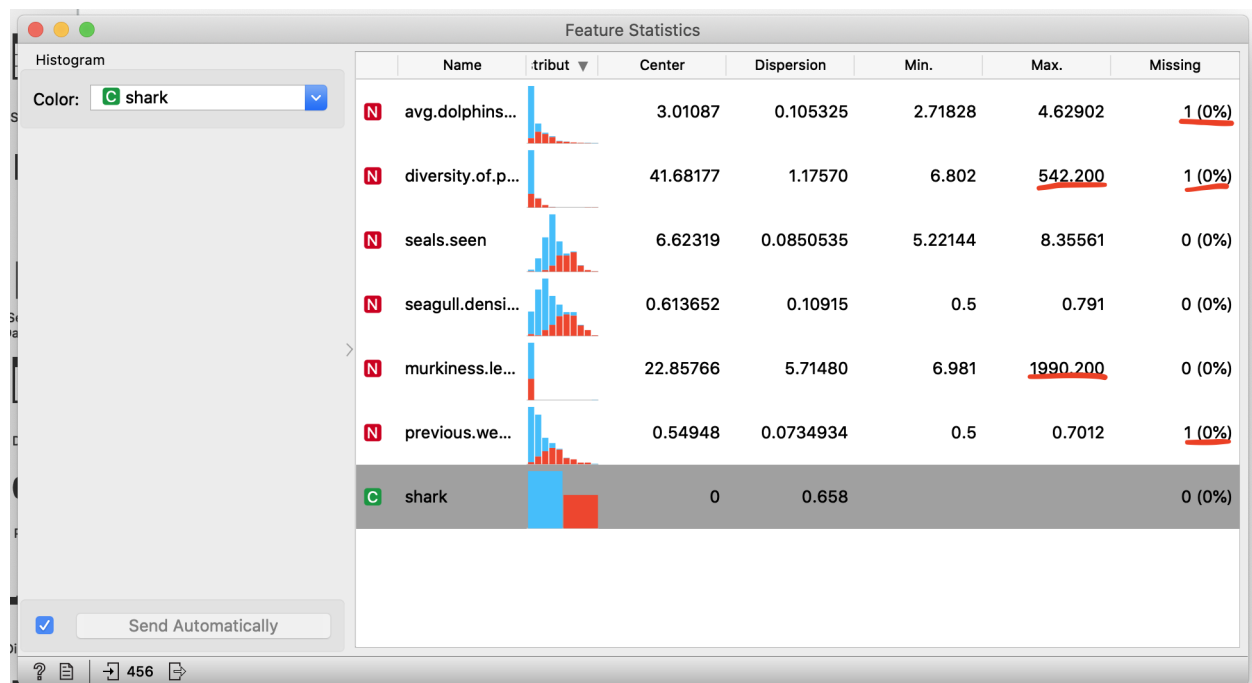 Feature Statistics
Histogram
Color: C shark
Name :tribut Center Dispersion Min. Max. Missing
N avg.dolphins... 3.01087 0.105325 2.71828 4.62902 1 (0%)
N diversity.of.p... 41.68177 1.17570 6.802 542.200 1 (0%)
N seals.seen 6.62319 0.0850535 5.22144 8.35561 0 (0%)
N seagull.densi... 0.613652 0.10915 0.5 0.791 0 (0%)
N murkiness.le... 22.85766 5.71480 6.981 1990.200 0 (0%)
N previous.we... 0.54948 0.0734934 0.5 0.7012 1 (0%)
C shark 0 0.658 0 (0%)
Send Automatically
? 456